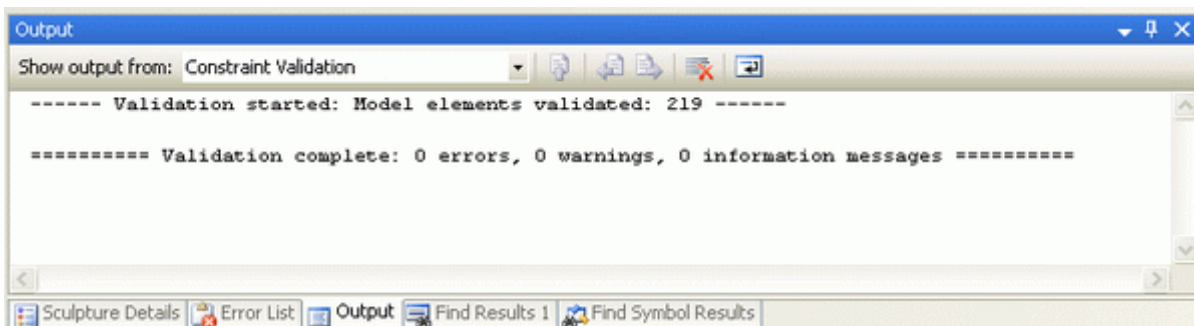 Output
Show output from: Constraint Validation
------ Validation started: Model elements validated: 219 ------
========== Validation complete: 0 errors, 0 warnings, 0 information messages ==========
Sculpture Details Error List Output Find Results 1 Find Symbol Results